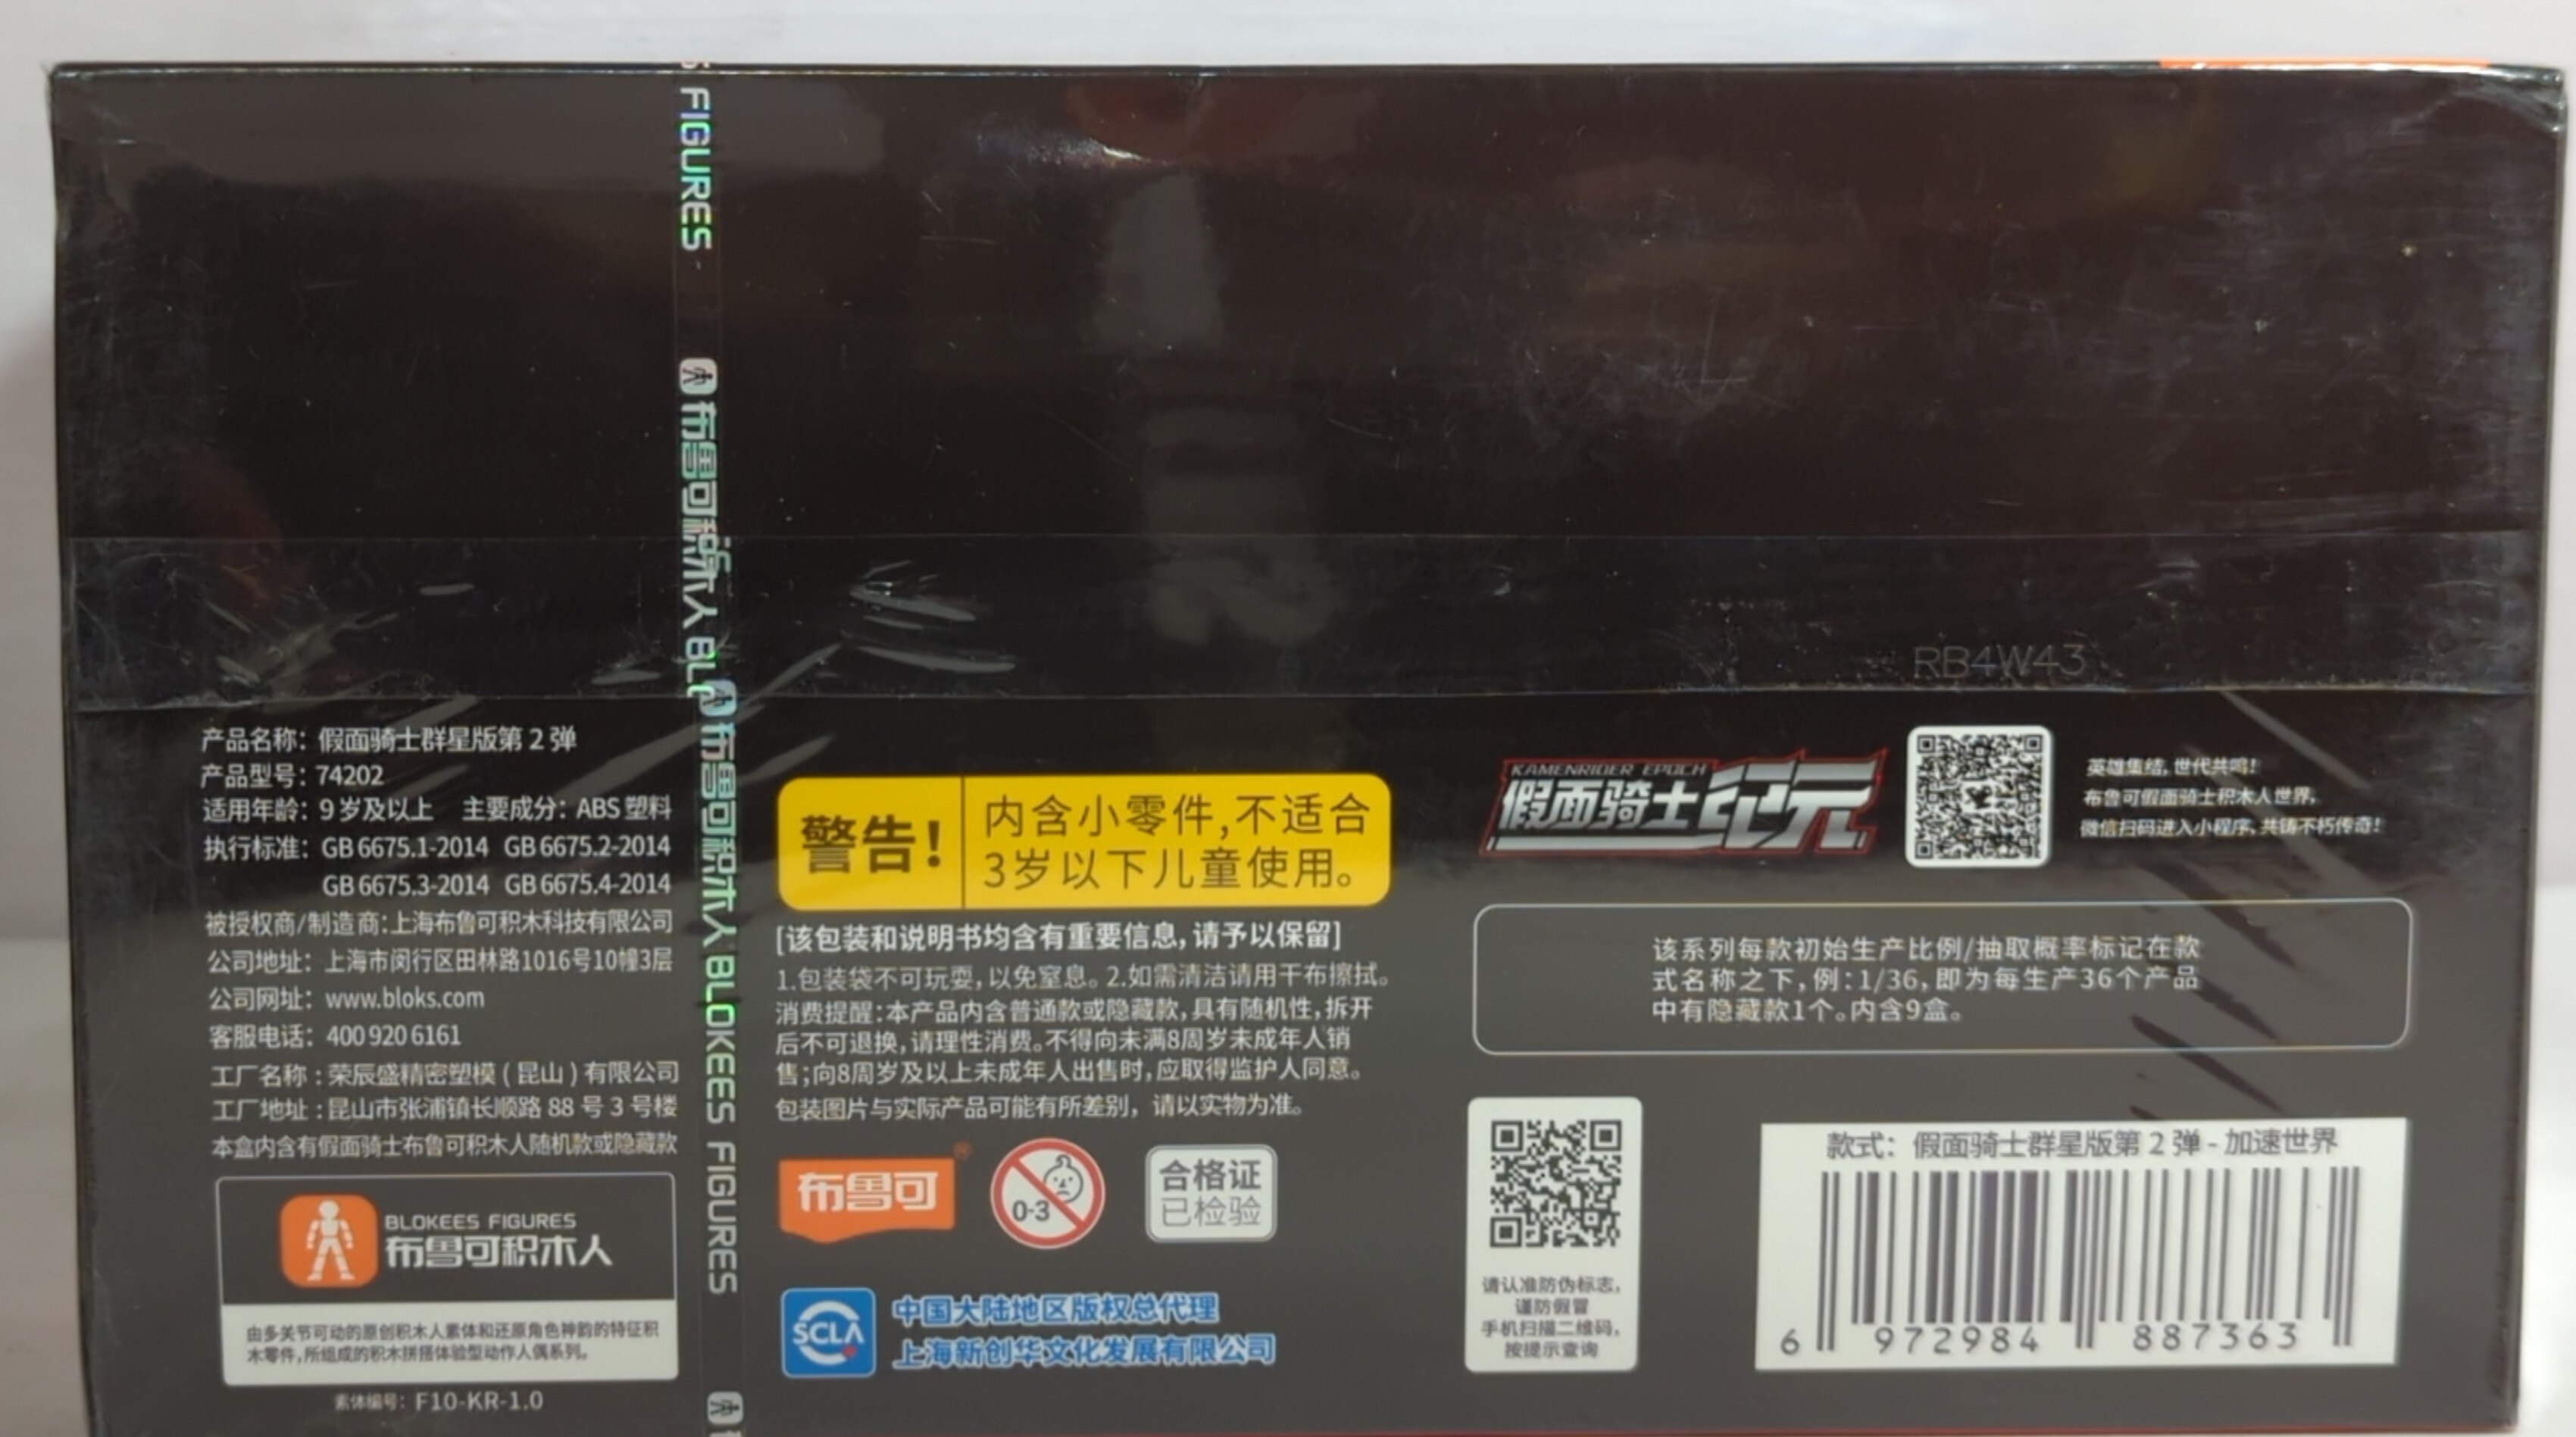 FIGURES
布鲁可积木人 BL
布鲁可积木人 BLOKEES FIGURES
RB4W43
产品名称：假面骑士群星版第 2 弹
产品型号：74202
适用年龄：9 岁及以上 主要成分：ABS 塑料
执行标准：GB 6675.1-2014 GB 6675.2-2014
GB 6675.3-2014 GB 6675.4-2014
被授权商/制造商：上海布鲁可积木科技有限公司
公司地址：上海市闵行区田林路1016号10幢3层
公司网址：www.bloks.com
客服电话：400 920 6161
工厂名称：荣辰盛精密塑模（昆山）有限公司
工厂地址：昆山市张浦镇长顺路 88 号 3 号楼
本盒内含有假面骑士布鲁可积木人随机款或隐藏款
BLOKEES FIGURES
布鲁可积木人
由多关节可动的原创积木人素体和还原角色神韵的特征积
木零件，所组成的积木拼搭体验型动作人偶系列。
素体编号：F10-KR-1.0
警告！
内含小零件，不适合
3岁以下儿童使用。
[该包装和说明书均含有重要信息，请予以保留]
1.包装袋不可玩耍，以免窒息。2.如需清洁请用干布擦拭。
消费提醒：本产品内含普通款或隐藏款，具有随机性，拆开
后不可退换，请理性消费。不得向未满8周岁未成年人销
售；向8周岁及以上未成年人出售时，应取得监护人同意。
包装图片与实际产品可能有所差别，请以实物为准。
布鲁可®
0-3
合格证
已检验
SCLA
中国大陆地区版权总代理
上海新创华文化发展有限公司
KAMENRIDER EPOCH
假面骑士纪元
英雄集结，世代共鸣！
布鲁可假面骑士积木人世界，
微信扫码进入小程序，共铸不朽传奇！
该系列每款初始生产比例/抽取概率标记在款
式名称之下，例：1/36，即为每生产36个产品
中有隐藏款1个。内含9盒。
请认准防伪标志，
谨防假冒
手机扫描二维码，
按提示查询
款式：假面骑士群星版第 2 弹 - 加速世界
6 972984 887363